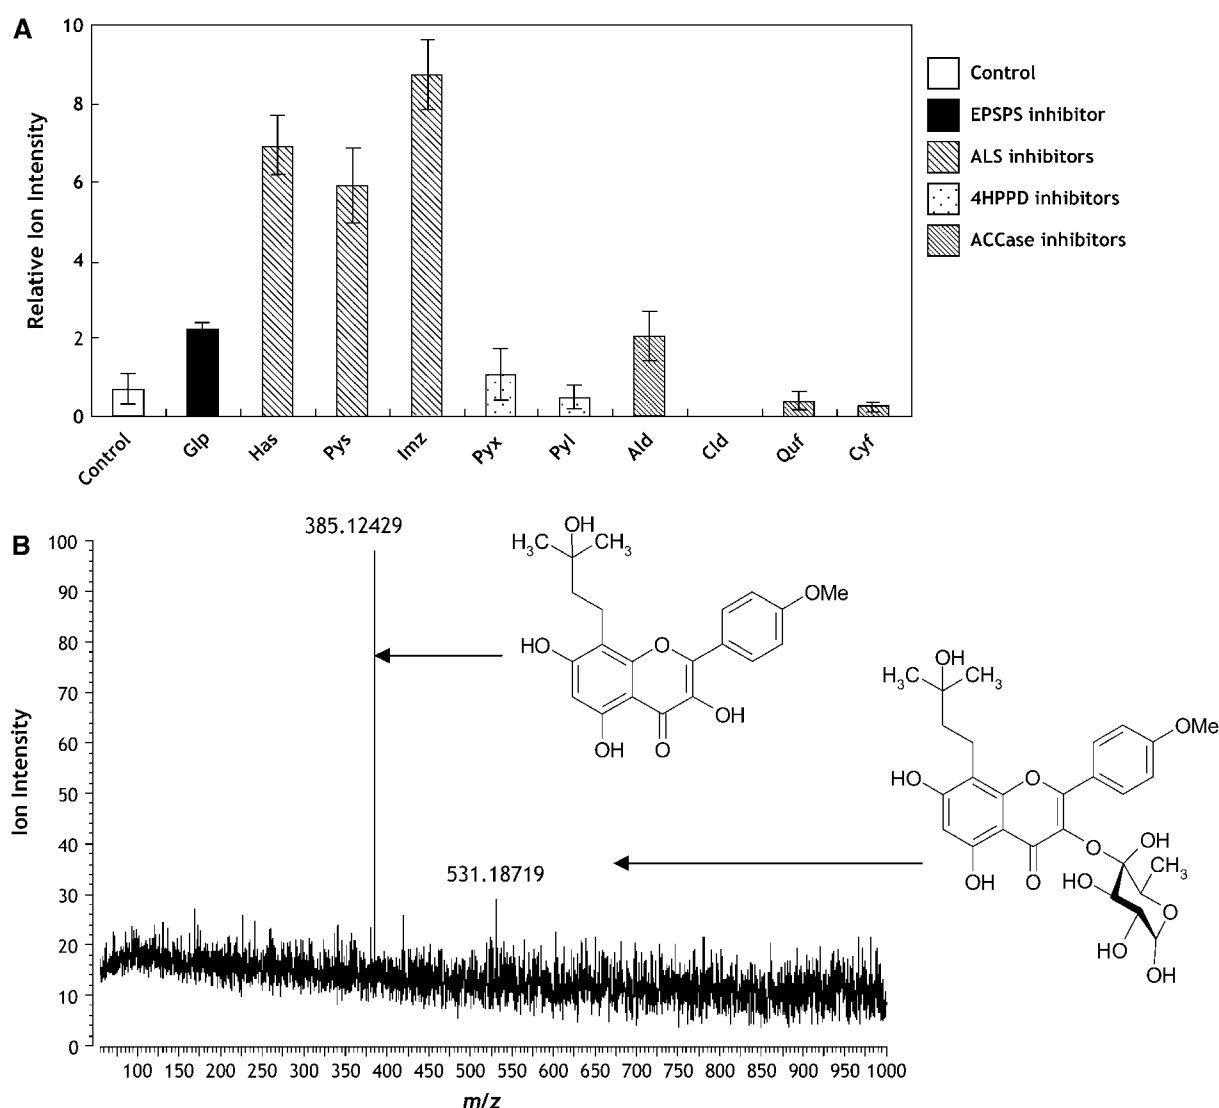 A
Relative Ion Intensity
10
8
6
4
2
0
Control
Glp
Has
Pys
Imz
Pyx
Pyl
Ald
Cld
Quf
Cyf
Control
EPSPS inhibitor
ALS inhibitors
4HPPD inhibitors
ACCase inhibitors
B
Ion Intensity
100
90
80
70
60
50
40
30
20
10
0
385.12429
531.18719
OH
H3C
CH3
HO
O
OMe
OH
OH
O
OH
H3C
CH3
HO
O
OMe
O
OH
CH3
OH
O
HO
O
HO
OH
100 150 200 250 300 350 400 450 500 550 600 650 700 750 800 850 900 950 1000
m/z